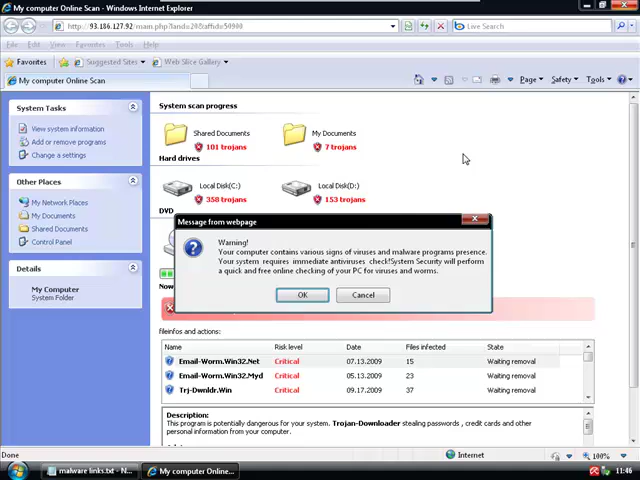 My computer Online Scan - Windows Internet Explorer
http://93.186.127.92/main.php?land=20&affid=50900
Live Search
File Edit View Favorites Tools Help
Favorites Suggested Sites Web Slice Gallery
My computer Online Scan
Page Safety Tools
System Tasks
View system information
Add or remove programs
Change a settings
Other Places
My Network Places
My Documents
Shared Documents
Control Panel
Details
My Computer
System Folder
System scan progress
Shared Documents
101 trojans
My Documents
7 trojans
Hard drives
Local Disk(C:)
358 trojans
Local Disk(D:)
153 trojans
DVD
Message from webpage
Warning!
Your computer contains various signs of viruses and malware programs presence.
Your system requires immediate antiviruses check!System Security will perform
a quick and free online checking of your PC for viruses and worms.
OK Cancel
Now
fileinfos and actions:
Name Risk level Date Files infected State
Email-Worm.Win32.Net Critical 07.13.2009 15 Waiting removal
Email-Worm.Win32.Myd Critical 05.13.2009 23 Waiting removal
Trj-Dwnldr.Win Critical 09.17.2009 37 Waiting removal
Description:
This program is potentially dangerous for your system. Trojan-Downloader stealing passwords , credit cards and other
personal information from your computer.
Done
Internet
100%
malware links.txt - N...
My computer Online...
11:46